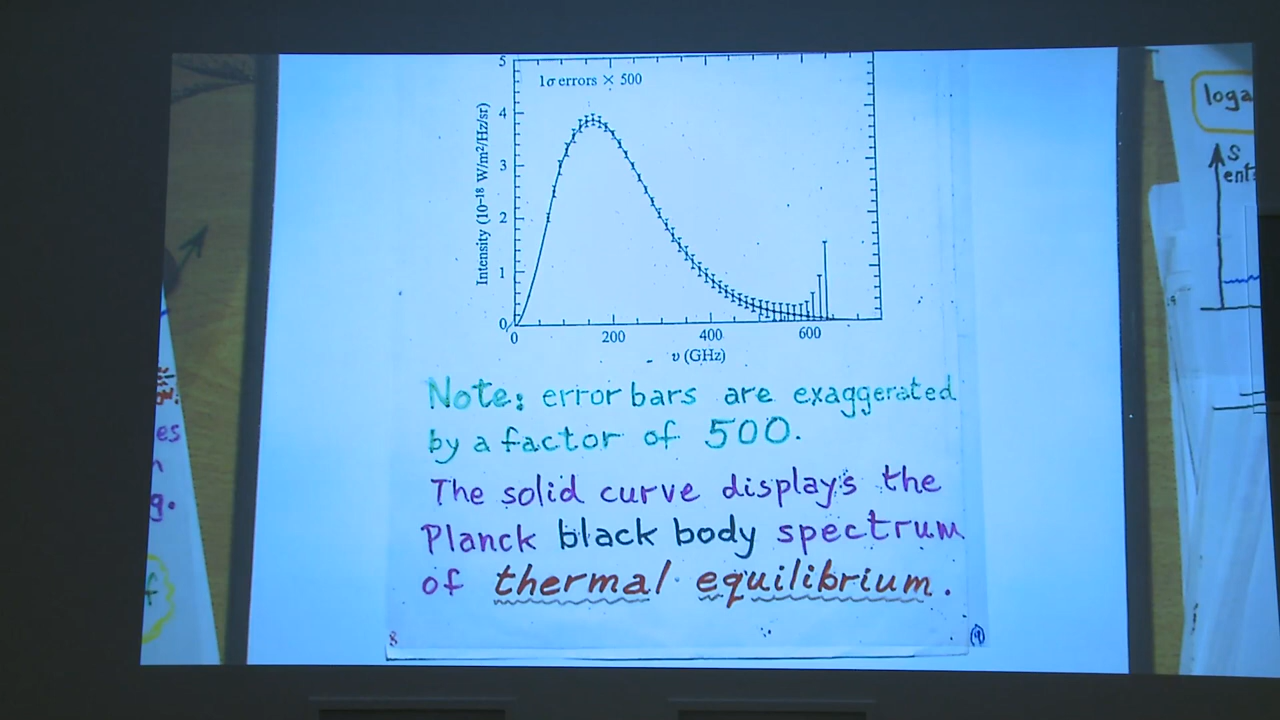 5
1σ errors × 500
4
3
2
1
0
Intensity (10⁻¹⁸ W/m²/Hz/sr)
0 200 400 600
υ (GHz)
Note: error bars are exaggerated
by a factor of 500.
The solid curve displays the
Planck black body spectrum
of thermal equilibrium.
8
9
loga
S
ent
es
n
g.
f